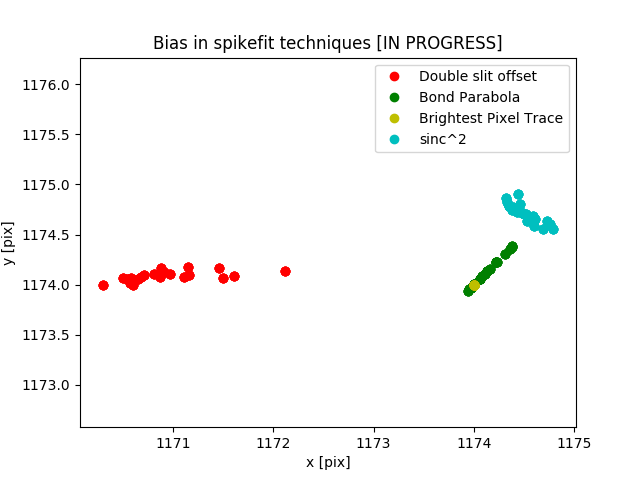 Bias in spikefit techniques [IN PROGRESS]
Double slit offset
Bond Parabola
Brightest Pixel Trace
sinc^2
1176.0
1175.5
1175.0
1174.5
1174.0
1173.5
1173.0
y [pix]
1171 1172 1173 1174 1175
x [pix]